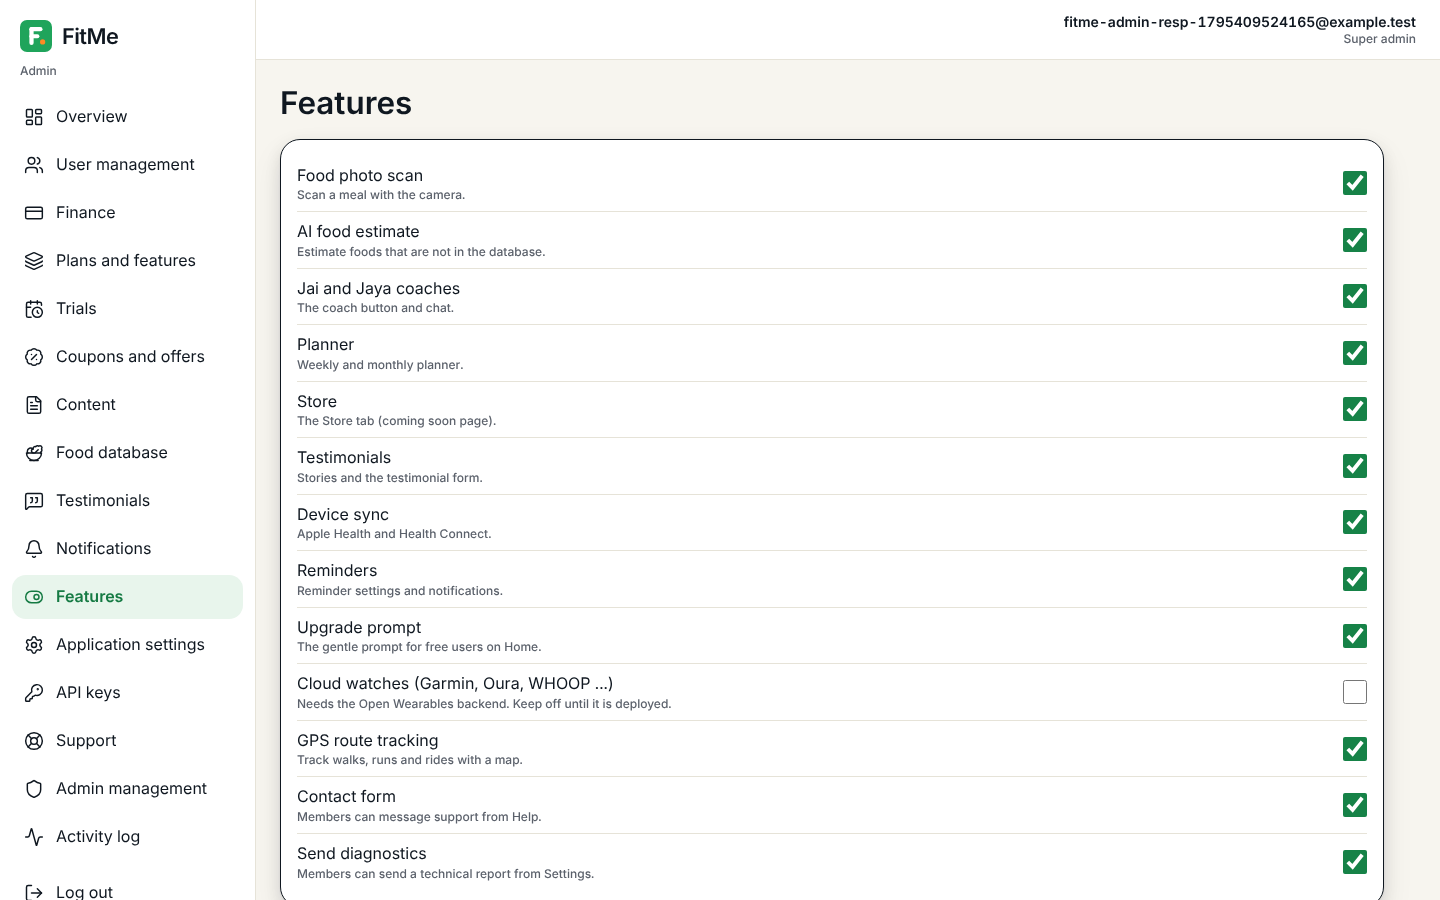 FitMe
Admin
Overview
User management
Finance
Plans and features
Trials
Coupons and offers
Content
Food database
Testimonials
Notifications
Features
Application settings
API keys
Support
Admin management
Activity log
Log out
fitme-admin-resp-1795409524165@example.test
Super admin
Features
Food photo scan
Scan a meal with the camera.
AI food estimate
Estimate foods that are not in the database.
Jai and Jaya coaches
The coach button and chat.
Planner
Weekly and monthly planner.
Store
The Store tab (coming soon page).
Testimonials
Stories and the testimonial form.
Device sync
Apple Health and Health Connect.
Reminders
Reminder settings and notifications.
Upgrade prompt
The gentle prompt for free users on Home.
Cloud watches (Garmin, Oura, WHOOP ...)
Needs the Open Wearables backend. Keep off until it is deployed.
GPS route tracking
Track walks, runs and rides with a map.
Contact form
Members can message support from Help.
Send diagnostics
Members can send a technical report from Settings.